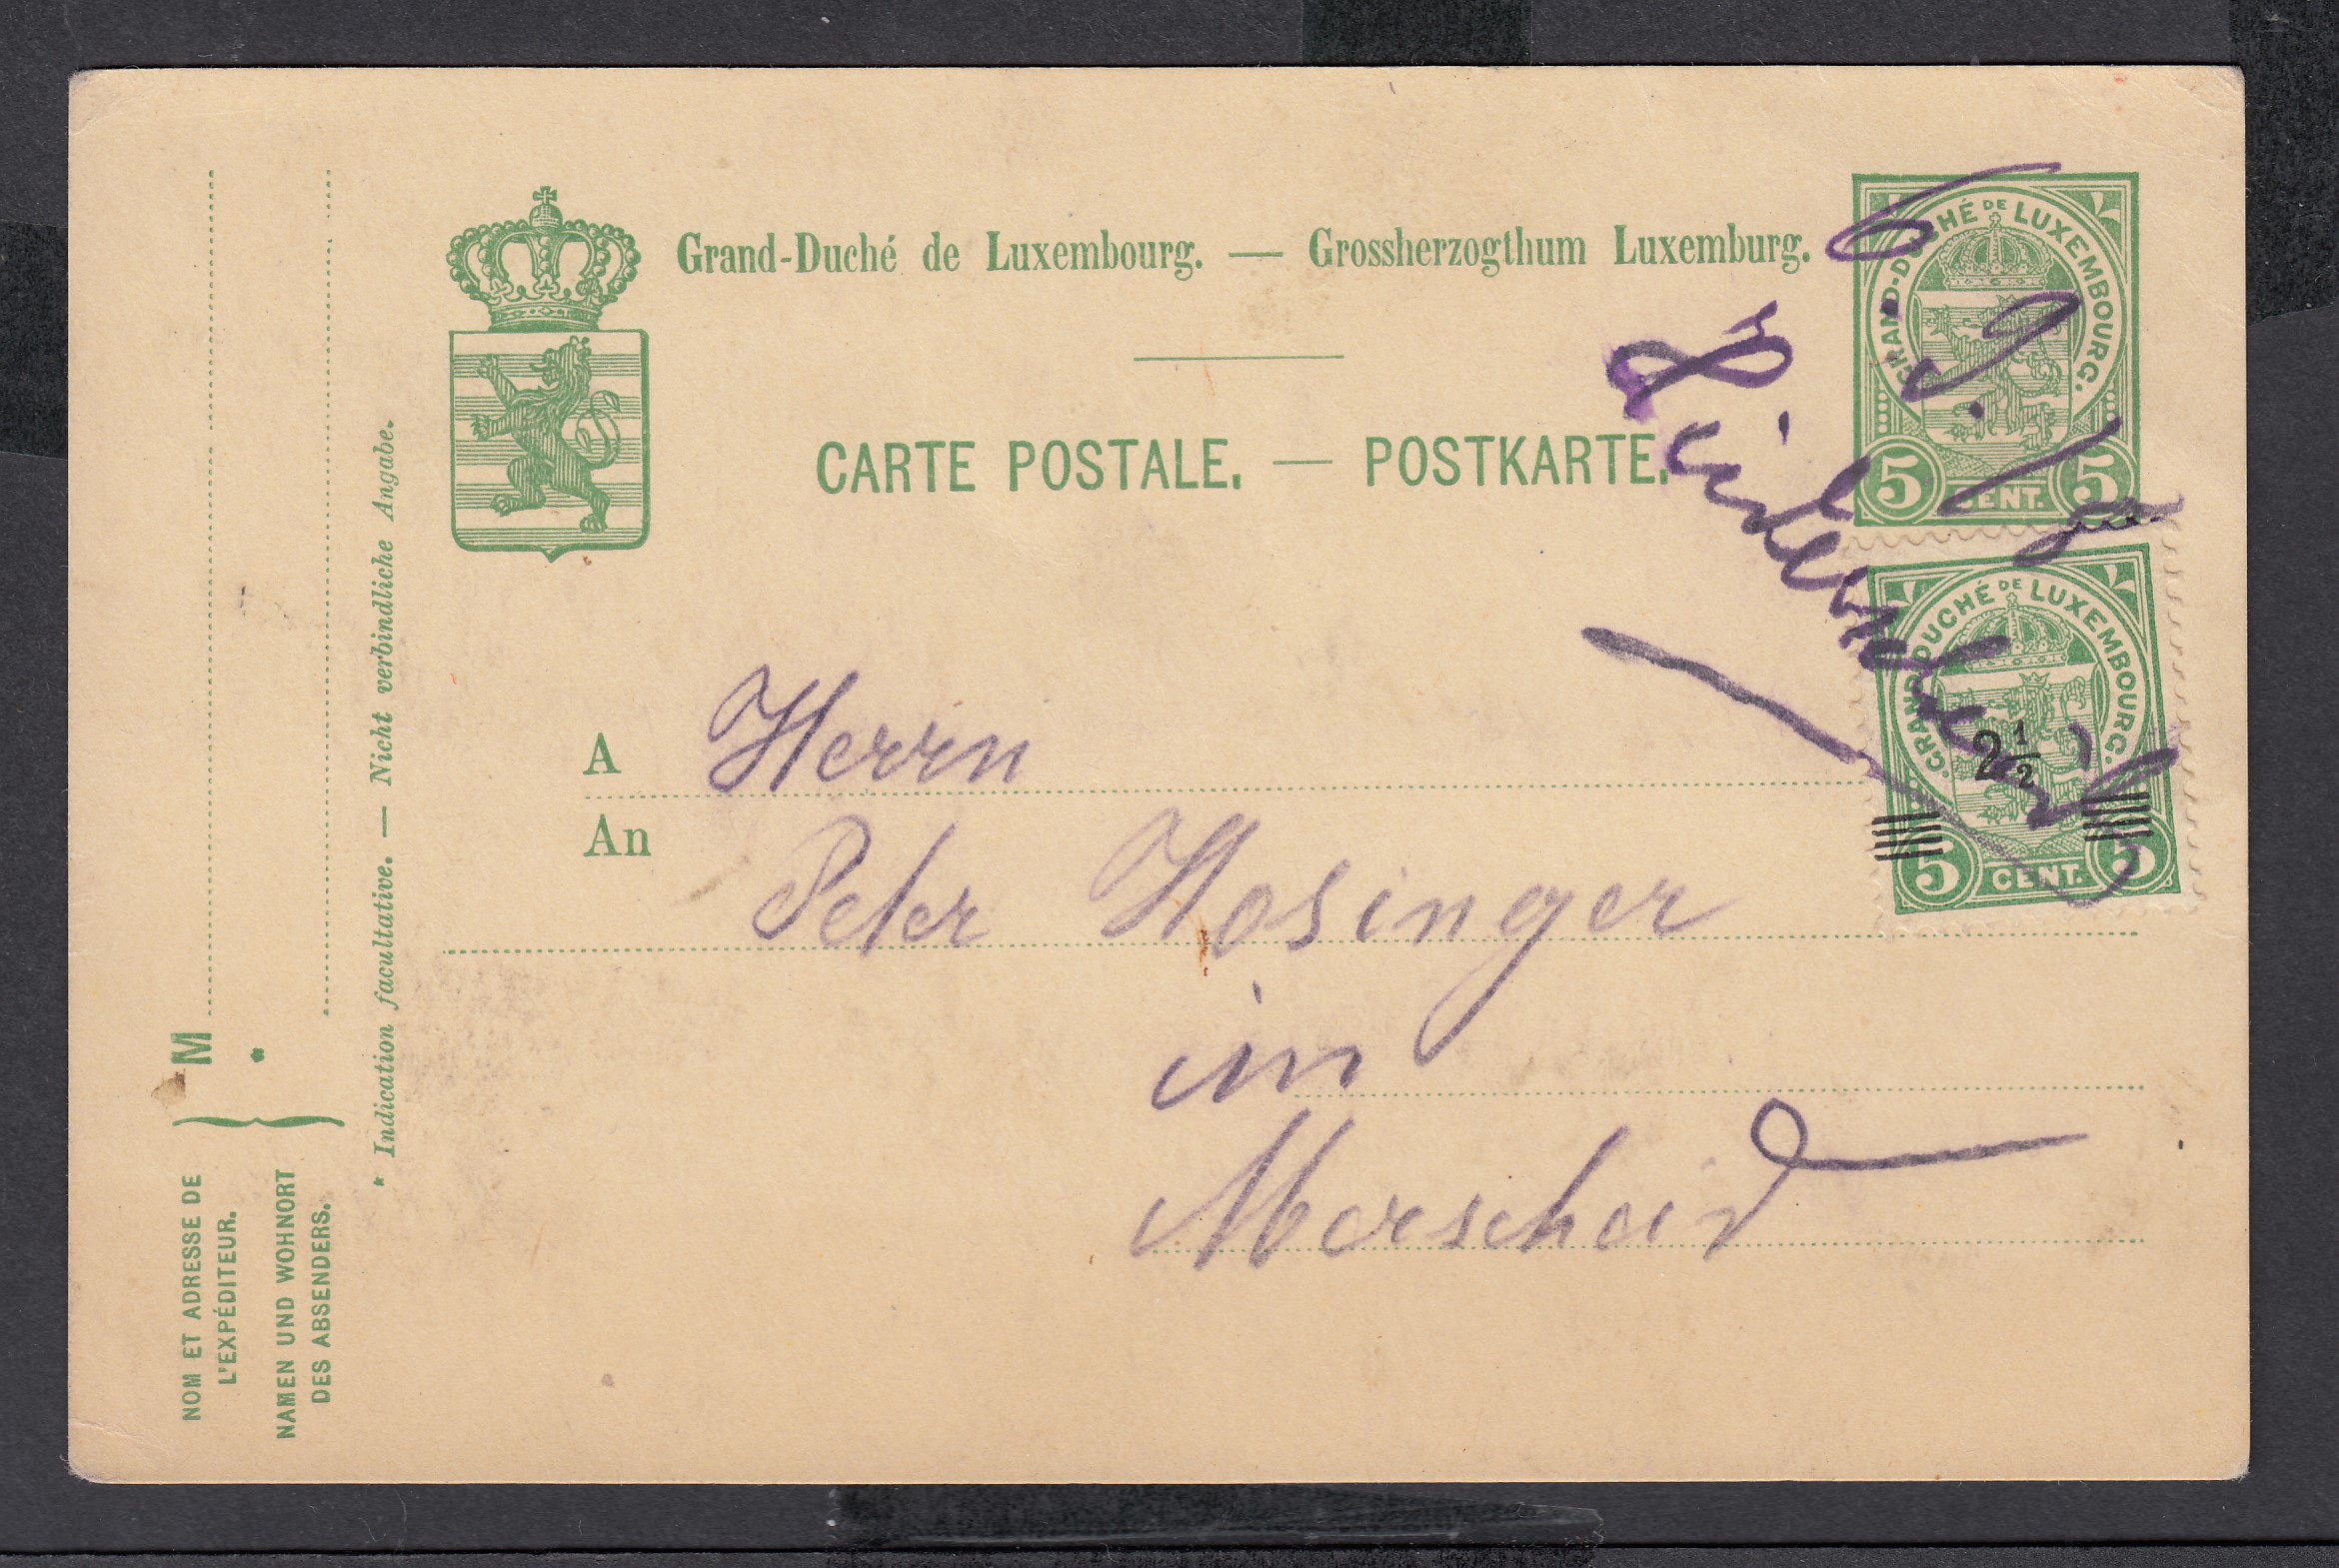 Grand-Duché de Luxembourg. — Grossherzogthum Luxemburg.
CARTE POSTALE. — POSTKARTE.
GRAND-DUCHÉ DE LUXEMBOURG.
5 CENT. 5
GRAND-DUCHÉ DE LUXEMBOURG.
2 1/2
5 CENT. 5
A Herrn
An
Peter Hosinger
in
Merscheid
M
*
NOM ET ADRESSE DE
L'EXPÉDITEUR.
NAMEN UND WOHNORT
DES ABSENDERS.
* Indication facultative. — Nicht verbindliche Angabe.